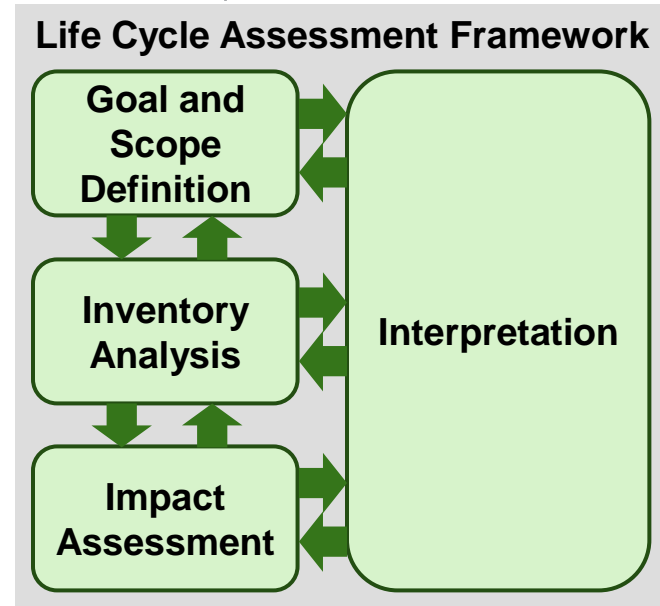 Life Cycle Assessment Framework
Goal and
Scope
Definition
Inventory
Analysis
Interpretation
Impact
Assessment